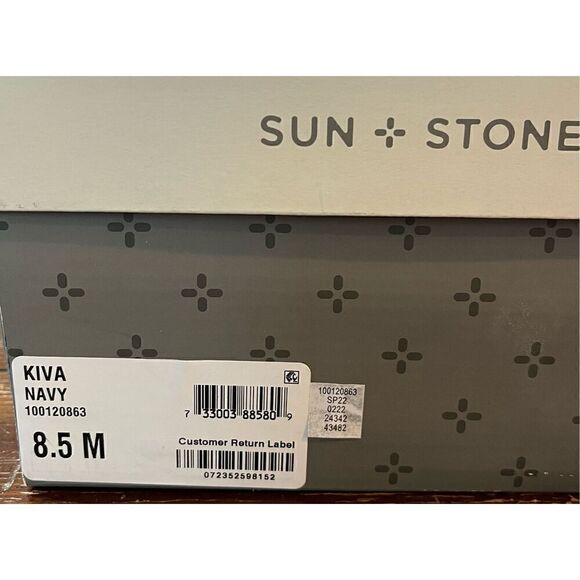 SUN + STONE
KIVA
NAVY
100120863
8.5 M
7 33003 88580 9
Customer Return Label
072352598152
100120863
SP22
0222
24342
43482